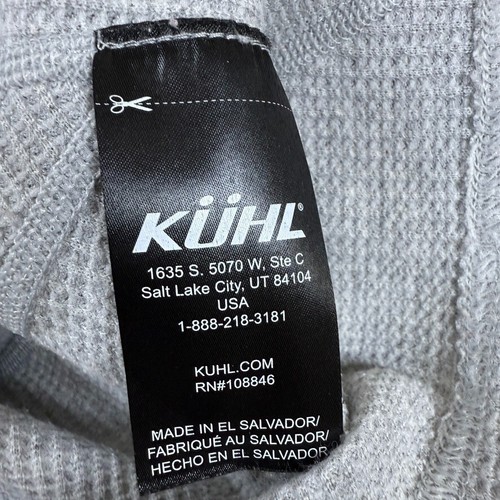 KÜHL®
1635 S. 5070 W, Ste C
Salt Lake City, UT 84104
USA
1-888-218-3181
KUHL.COM
RN#108846
MADE IN EL SALVADOR/
FABRIQUÉ AU SALVADOR/
HECHO EN EL SALVADOR